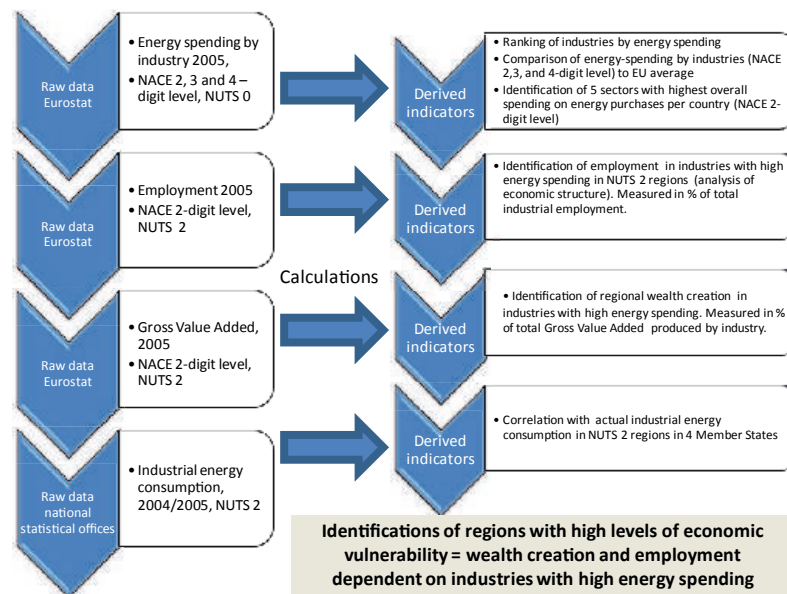 Raw data
Eurostat
• Energy spending by
industry 2005,
• NACE 2, 3 and 4 –
digit level, NUTS 0
Derived
indicators
• Ranking of industries by energy spending
• Comparison of energy-spending by industries (NACE
2,3, and 4-digit level) to EU average
• Identification of 5 sectors with highest overall
spending on energy purchases per country (NACE 2-
digit level)
Raw data
Eurostat
• Employment 2005
• NACE 2-digit level,
NUTS 2
Derived
indicators
• Identification of employment in industries with high
energy spending in NUTS 2 regions (analysis of
economic structure). Measured in % of total
industrial employment.
Calculations
Raw data
Eurostat
• Gross Value Added,
2005
• NACE 2-digit level,
NUTS 2
Derived
indicators
• Identification of regional wealth creation in
industries with high energy spending. Measured in %
of total Gross Value Added produced by industry.
Raw data
national
statistical offices
• Industrial energy
consumption,
2004/2005, NUTS 2
Derived
indicators
• Correlation with actual industrial energy
consumption in NUTS 2 regions in 4 Member States
Identifications of regions with high levels of economic
vulnerability = wealth creation and employment
dependent on industries with high energy spending